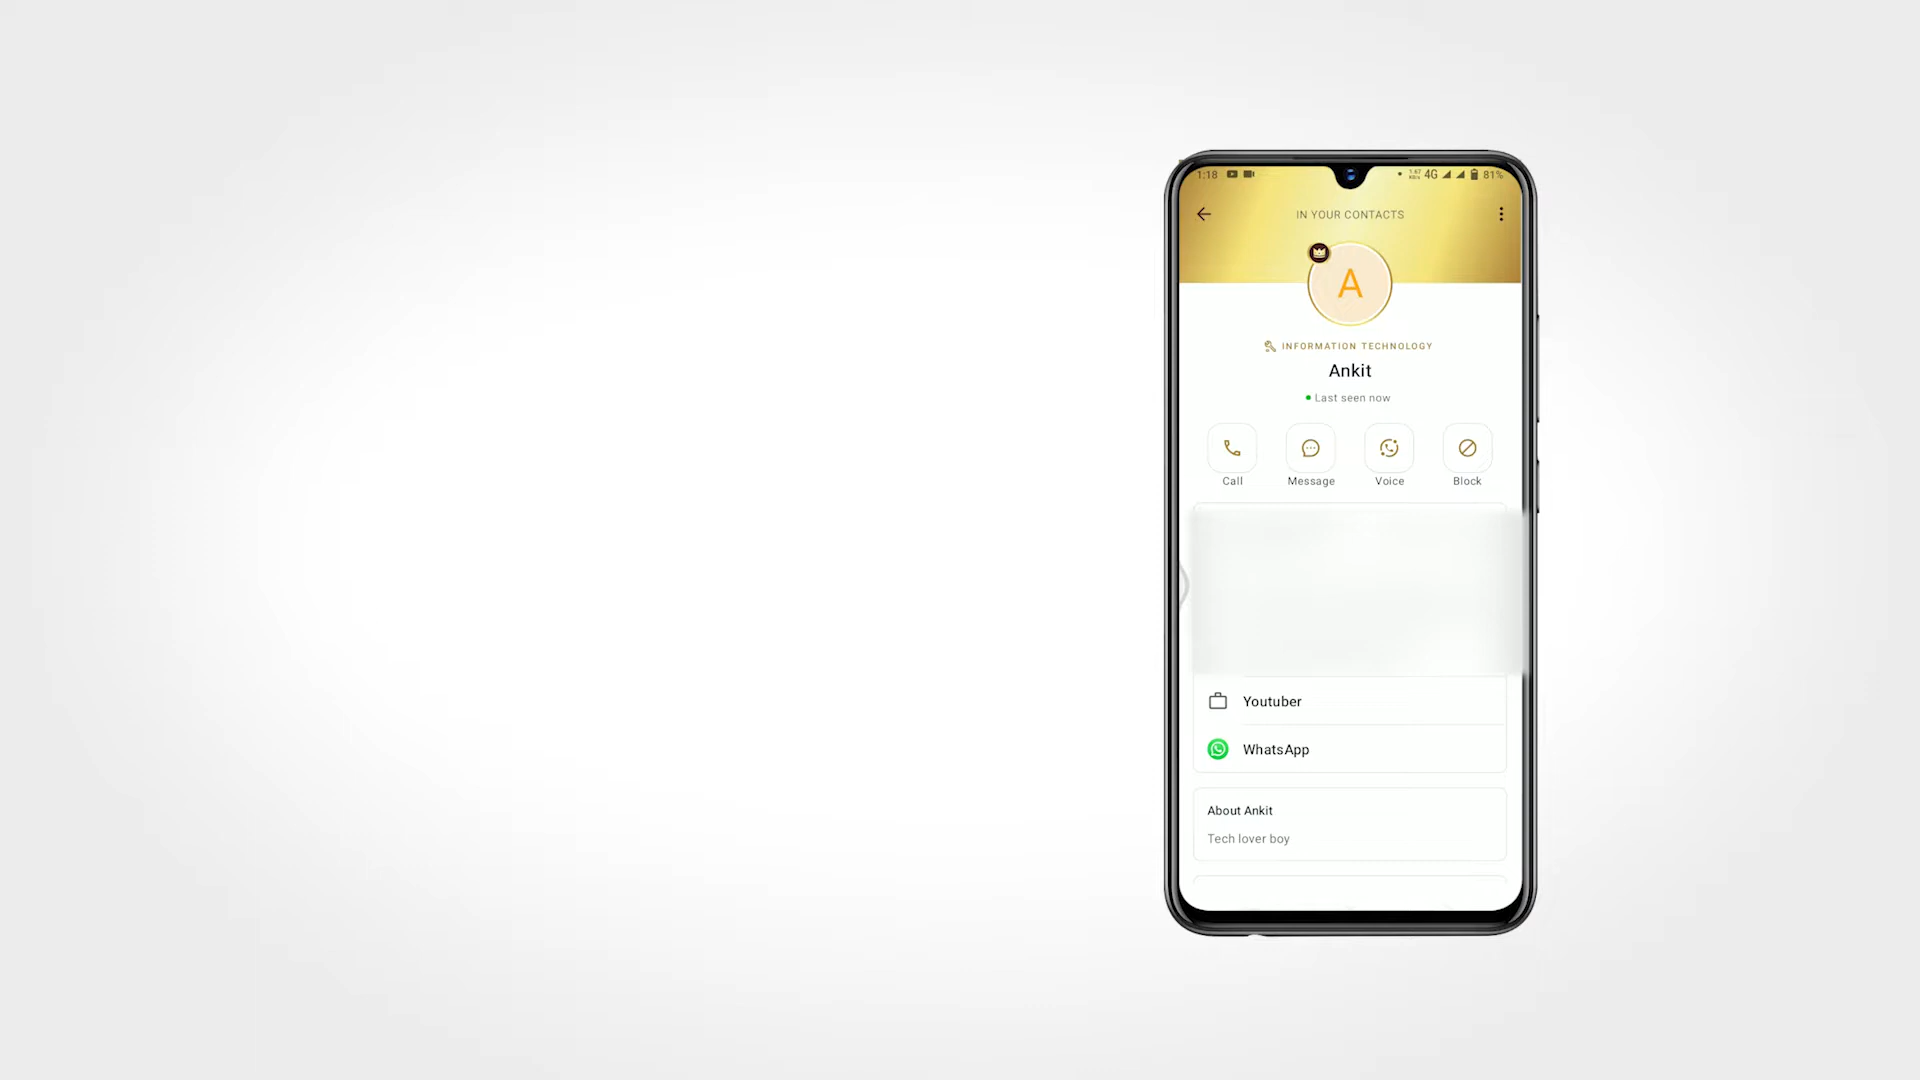 1:18 4G 81%
IN YOUR CONTACTS
A
INFORMATION TECHNOLOGY
Ankit
Last seen now
Call Message Voice Block
Youtuber
WhatsApp
About Ankit
Tech lover boy